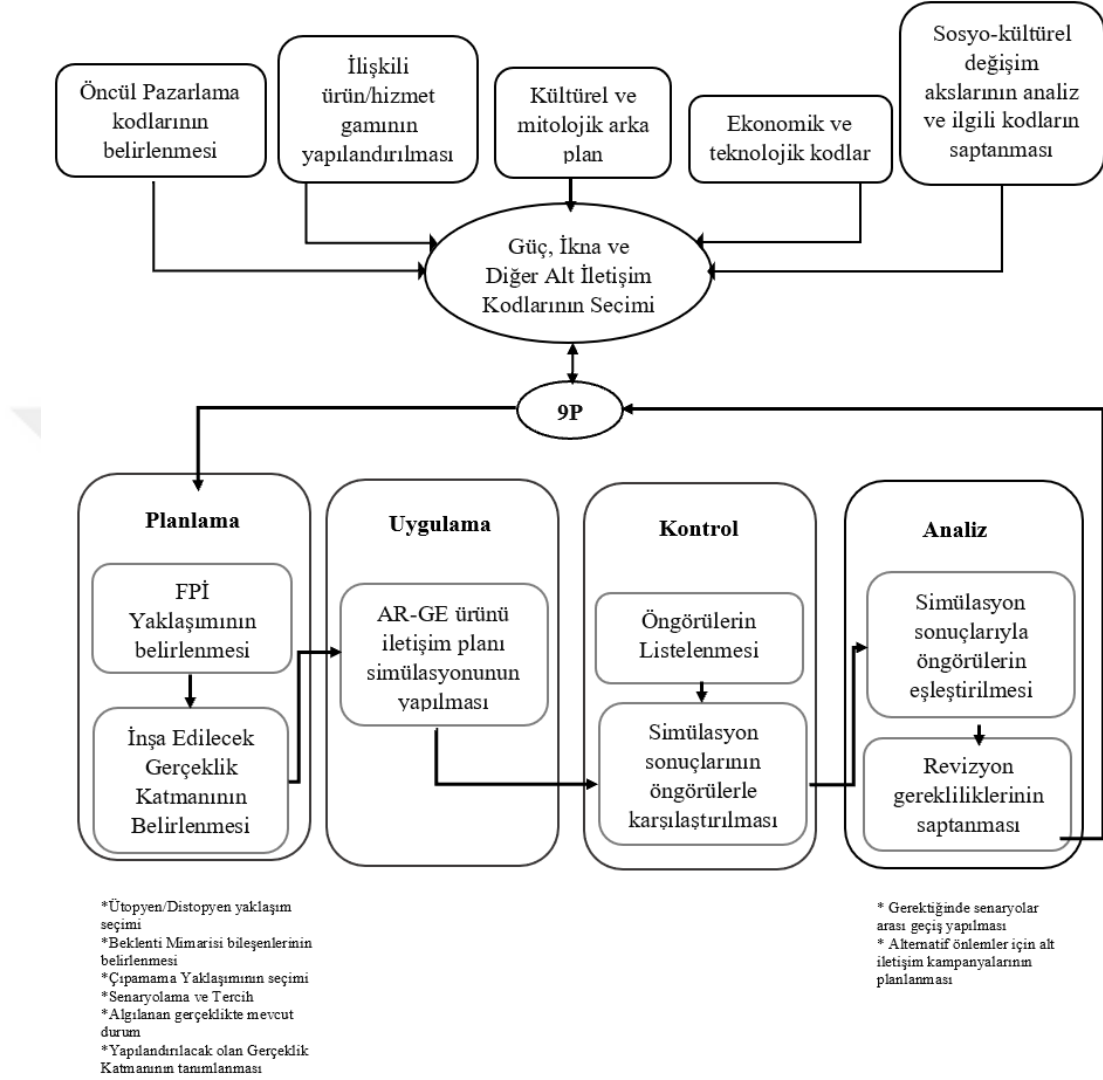 Öncül Pazarlama
kodlarının
belirlenmesi
İlişkili
ürün/hizmet
gamının
yapılandırılması
Kültürel ve
mitolojik arka
plan
Ekonomik ve
teknolojik kodlar
Sosyo-kültürel
değişim
akslarının analiz
ve ilgili kodların
saptanması
Güç, İkna ve
Diğer Alt İletişim
Kodlarının Secimi
9P
Planlama
FPİ
Yaklaşımının
belirlenmesi
İnşa Edilecek
Gerçeklik
Katmanının
Belirlenmesi
Uygulama
AR-GE ürünü
iletişim planı
simülasyonunun
yapılması
Kontrol
Öngörülerin
Listelenmesi
Simülasyon
sonuçlarının
öngörülerle
karşılaştırılması
Analiz
Simülasyon
sonuçlarıyla
öngörülerin
eşleştirilmesi
Revizyon
gerekliliklerinin
saptanması
*Ütopyen/Distopyen yaklaşım
seçimi
*Beklenti Mimarisi bileşenlerinin
belirlenmesi
*Çıpamama Yaklaşımının seçimi
*Senaryolama ve Tercih
*Algılanan gerçeklikte mevcut
durum
*Yapılandırılacak olan Gerçeklik
Katmanının tanımlanması
* Gerektiğinde senaryolar
arası geçiş yapılması
* Alternatif önlemler için alt
iletişim kampanyalarının
planlanması